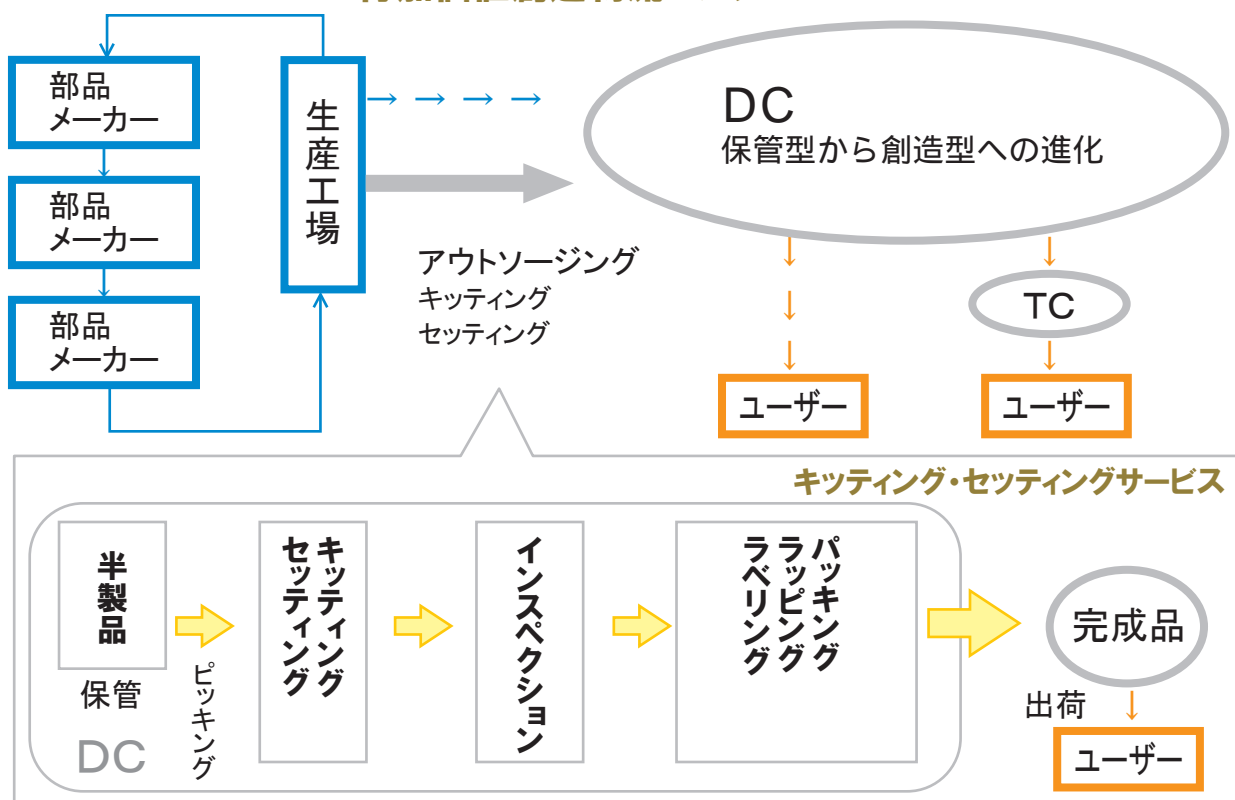 部品
メーカー
部品
メーカー
部品
メーカー
生産工場
→ → → →
DC
保管型から創造型への進化
アウトソージング
キッティング
セッティング
TC
ユーザー
ユーザー
キッティング・セッティングサービス
半製品
保管
DC
ピッキング
キッティング
セッティング
インスペクション
パッキング
ラッピング
ラベリング
完成品
出荷
ユーザー